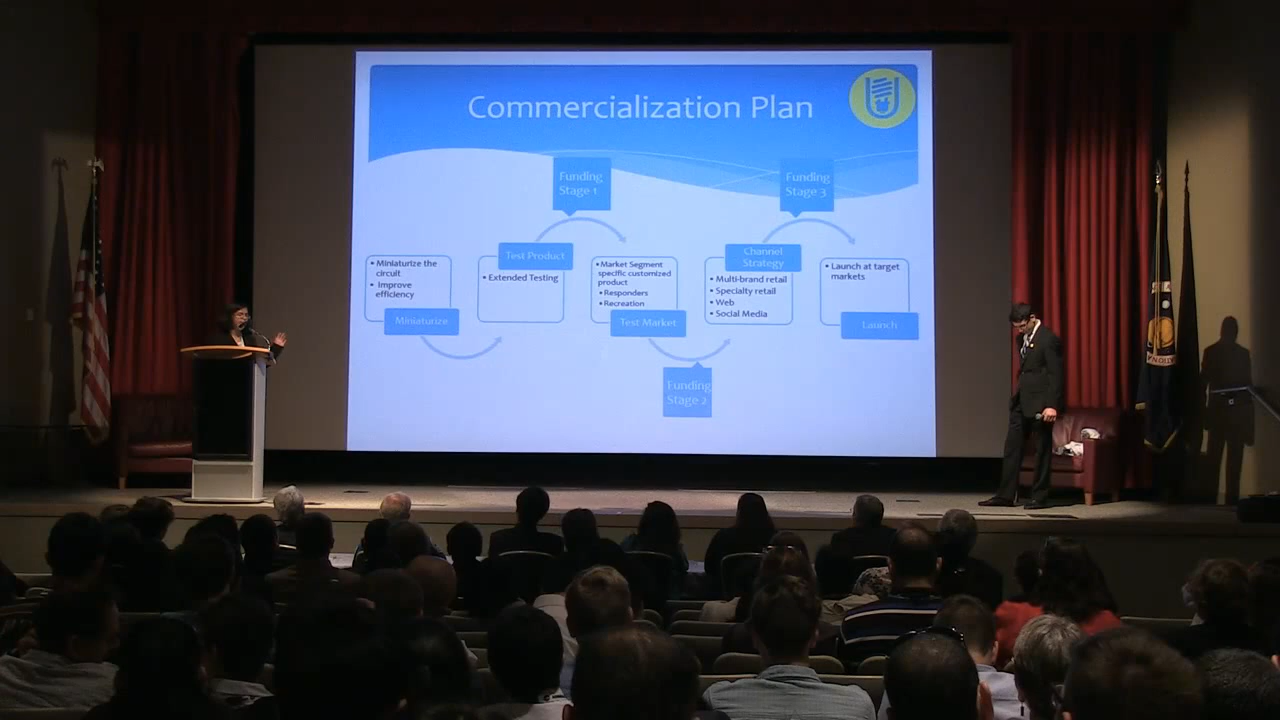 Commercialization Plan
Funding
Stage 1
Funding
Stage 3
Test Product
Channel
Strategy
• Miniaturize the
circuit
• Improve
efficiency
• Extended Testing
• Market Segment
specific customized
product
• Responders
• Recreation
• Multi-brand retail
• Specialty retail
• Web
• Social Media
• Launch at target
markets
Miniaturize
Test Market
Launch
Funding
Stage 2